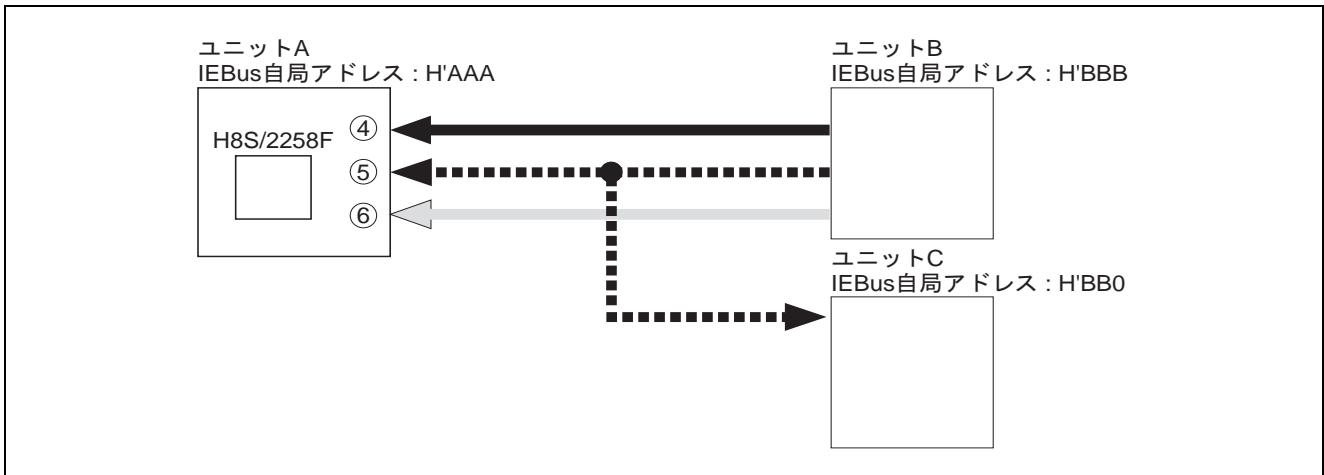 ユニットA
IEBus自局アドレス : H'AAA
H8S/2258F
④
⑤
⑥
ユニットB
IEBus自局アドレス : H'BBB
ユニットC
IEBus自局アドレス : H'BB0